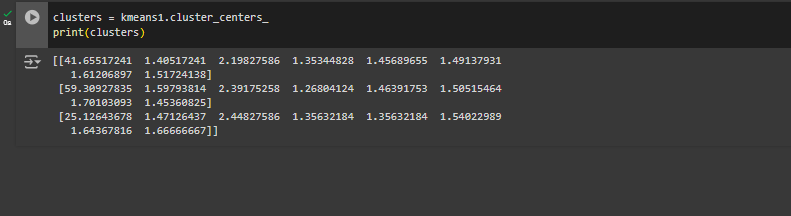 clusters = kmeans1.cluster_centers_
0s
print(clusters)
[[41.65517241 1.40517241 2.19827586 1.35344828 1.45689655 1.49137931
1.61206897 1.51724138]
[59.30927835 1.59793814 2.39175258 1.26804124 1.46391753 1.50515464
1.70103093 1.45360825]
[25.12643678 1.47126437 2.44827586 1.35632184 1.35632184 1.54022989
1.64367816 1.66666667]]